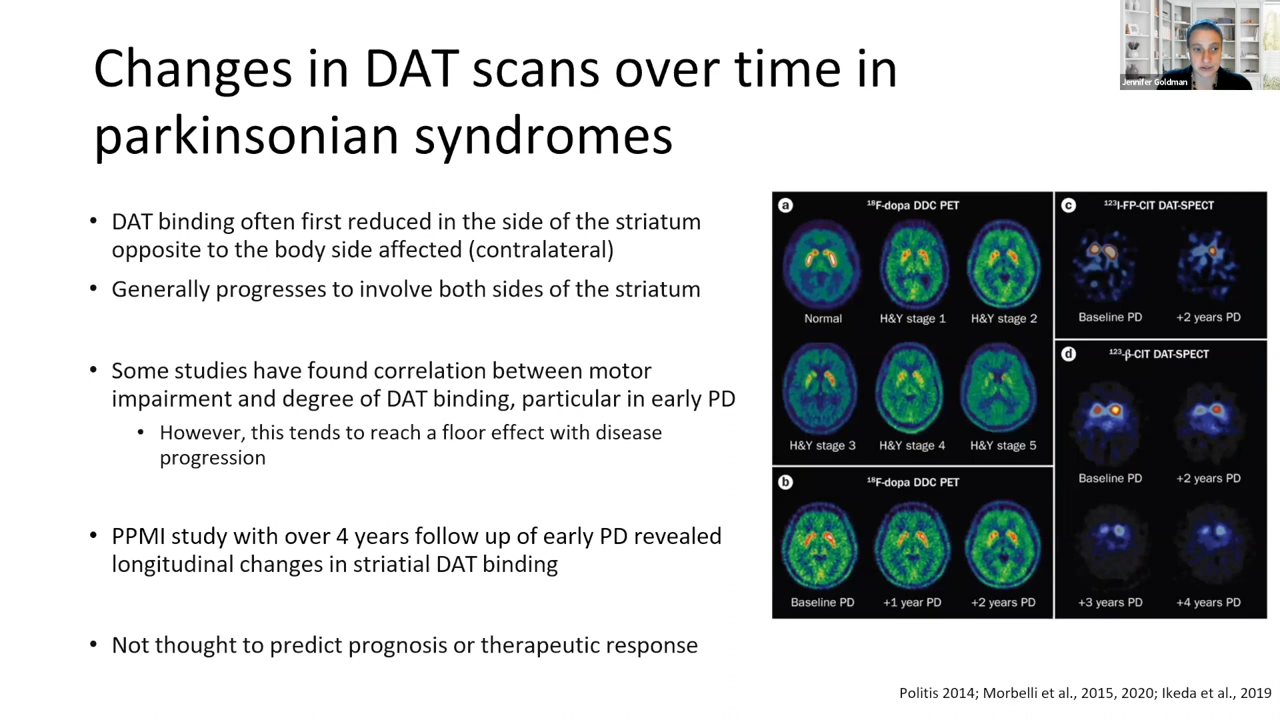 Changes in DAT scans over time in
parkinsonian syndromes
Jennifer Goldman
• DAT binding often first reduced in the side of the striatum
opposite to the body side affected (contralateral)
• Generally progresses to involve both sides of the striatum
• Some studies have found correlation between motor
impairment and degree of DAT binding, particular in early PD
• However, this tends to reach a floor effect with disease
progression
• PPMI study with over 4 years follow up of early PD revealed
longitudinal changes in striatial DAT binding
• Not thought to predict prognosis or therapeutic response
a ¹⁸F-dopa DDC PET
Normal H&Y stage 1 H&Y stage 2
H&Y stage 3 H&Y stage 4 H&Y stage 5
b ¹⁸F-dopa DDC PET
Baseline PD +1 year PD +2 years PD
c ¹²³I-FP-CIT DAT-SPECT
Baseline PD +2 years PD
d ¹²³-β-CIT DAT-SPECT
Baseline PD +2 years PD
+3 years PD +4 years PD
Politis 2014; Morbelli et al., 2015, 2020; Ikeda et al., 2019